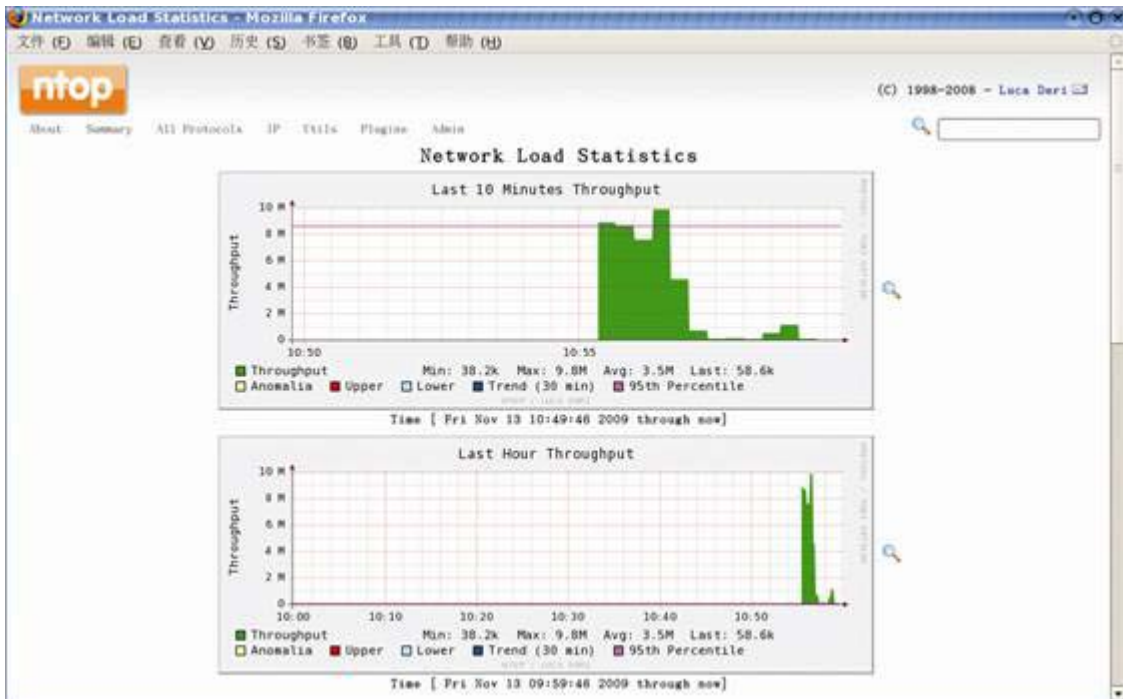 Network Load Statistics - Mozilla Firefox
文件 (F) 编辑 (E) 查看 (V) 历史 (S) 书签 (B) 工具 (T) 帮助 (H)
ntop
(C) 1998-2008 - Luca Deri
About Summary All Protocols IP Utils Plugins Admin
Network Load Statistics
Last 10 Minutes Throughput
10 M
8 M
6 M
4 M
2 M
0
Throughput
10:50 10:55
Throughput Min: 38.2k Max: 9.8M Avg: 3.5M Last: 58.6k
Anomalia Upper Lower Trend (30 min) 95th Percentile
Time [ Fri Nov 13 10:49:46 2009 through now]
Last Hour Throughput
10 M
8 M
6 M
4 M
2 M
0
Throughput
10:00 10:10 10:20 10:30 10:40 10:50
Throughput Min: 38.2k Max: 9.8M Avg: 3.5M Last: 58.6k
Anomalia Upper Lower Trend (30 min) 95th Percentile
Time [ Fri Nov 13 09:59:46 2009 through now]